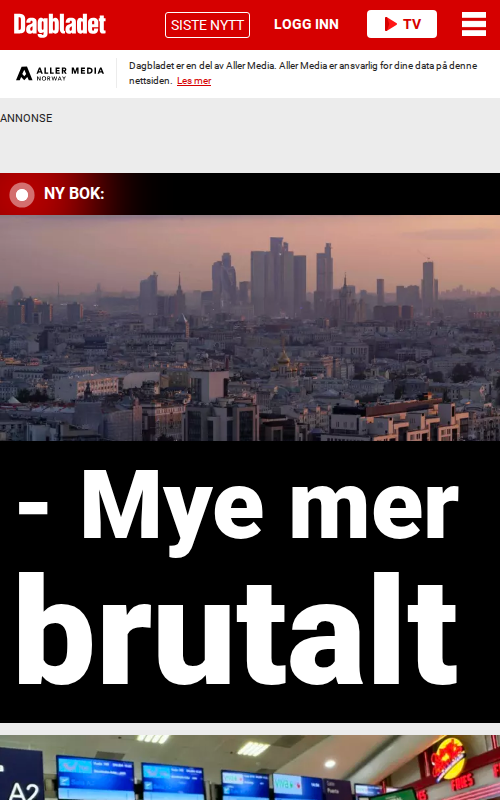 Dagbladet
SISTE NYTT
LOGG INN
TV
ALLER MEDIA
NORWAY
Dagbladet er en del av Aller Media. Aller Media er ansvarlig for dine data på denne
nettsiden. Les mer
ANNONSE
NY BOK:
- Mye mer
brutalt
A2